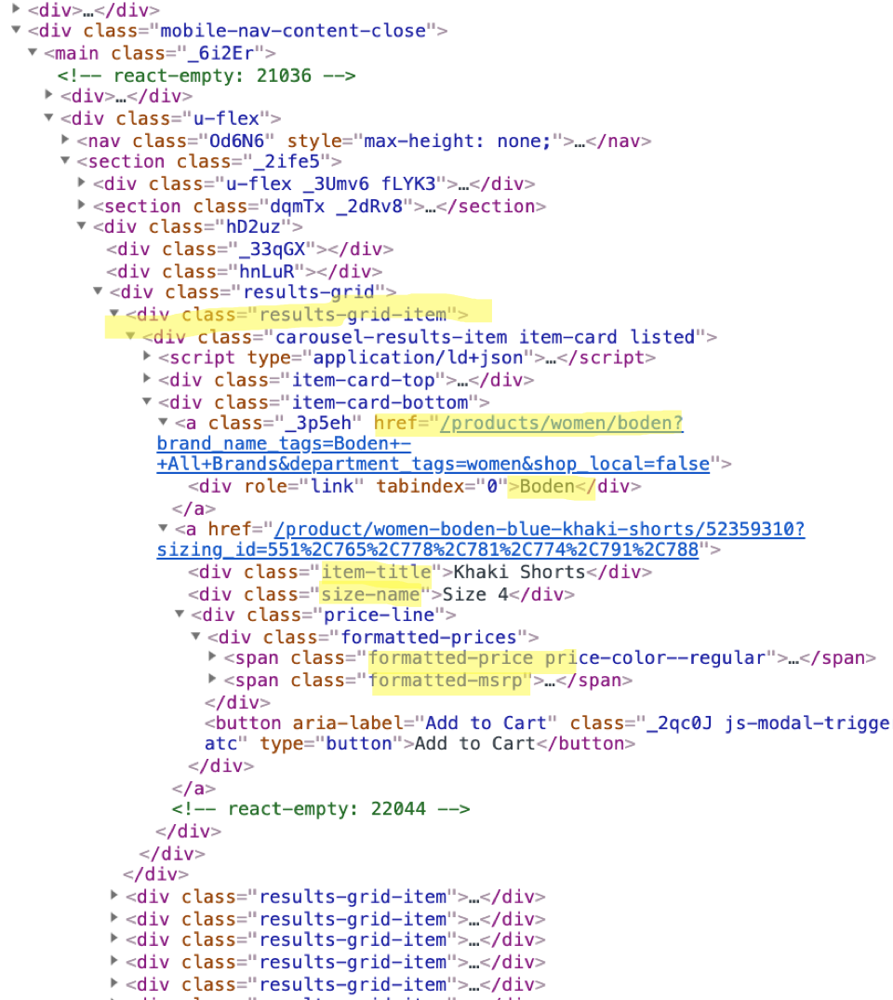 <div>…</div>
<div class="mobile-nav-content-close">
<main class="_6i2Er">
<!-- react-empty: 21036 -->
<div>…</div>
<div class="u-flex">
<nav class="Od6N6" style="max-height: none;">…</nav>
<section class="_2ife5">
<div class="u-flex _3Umv6 fLYK3">…</div>
<section class="dqmTx _2dRv8">…</section>
<div class="hD2uz">
<div class="_33qGX"></div>
<div class="hnLuR"></div>
<div class="results-grid">
<div class="results-grid-item">
<div class="carousel-results-item item-card listed">
<script type="application/ld+json">…</script>
<div class="item-card-top">…</div>
<div class="item-card-bottom">
<a class="_3p5eh" href="/products/women/boden?
brand_name_tags=Boden+-
+All+Brands&department_tags=women&shop_local=false">
<div role="link" tabindex="0">Boden</div>
</a>
<a href="/product/women-boden-blue-khaki-shorts/52359310?
sizing_id=551%2C765%2C778%2C781%2C774%2C791%2C788">
<div class="item-title">Khaki Shorts</div>
<div class="size-name">Size 4</div>
<div class="price-line">
<div class="formatted-prices">
<span class="formatted-price price-color--regular">…</span>
<span class="formatted-msrp">…</span>
</div>
<button aria-label="Add to Cart" class="_2qc0J js-modal-trigge
atc" type="button">Add to Cart</button>
</div>
</a>
<!-- react-empty: 22044 -->
</div>
</div>
</div>
<div class="results-grid-item">…</div>
<div class="results-grid-item">…</div>
<div class="results-grid-item">…</div>
<div class="results-grid-item">…</div>
<div class="results-grid-item">…</div>